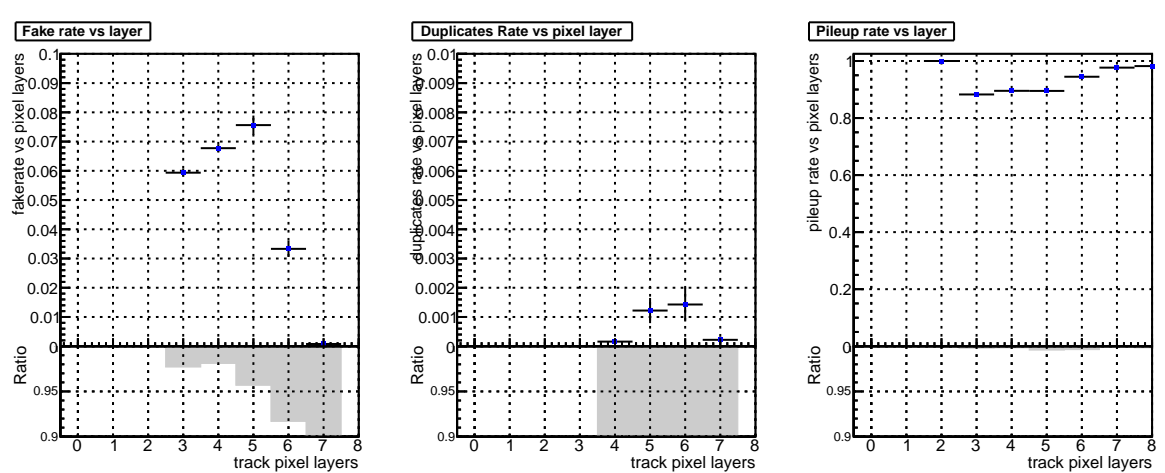 Fake rate vs layer
fakerate vs pixel layers
0.1
0.09
0.08
0.07
0.06
0.05
0.04
0.03
0.02
0.01
0
Ratio
0.95
0.9
0 1 2 3 4 5 6 7 8
track pixel layers
Duplicates Rate vs pixel layer
duplicates rate vs pixel layers
0.01
0.009
0.008
0.007
0.006
0.005
0.004
0.003
0.002
0.001
0
Ratio
0.95
0.9
0 1 2 3 4 5 6 7 8
track pixel layers
Pileup rate vs layer
pileup rate vs pixel layers
1
0.8
0.6
0.4
0.2
0
Ratio
0.95
0.9
0 1 2 3 4 5 6 7 8
track pixel layers